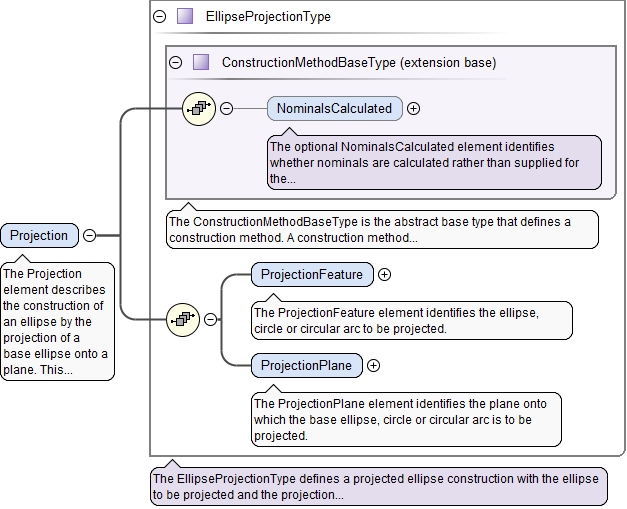 EllipseProjectionType
ConstructionMethodBaseType (extension base)
NominalsCalculated
The optional NominalsCalculated element identifies
whether nominals are calculated rather than supplied for
the...
The ConstructionMethodBaseType is the abstract base type that defines a
construction method. A construction method...
Projection
The Projection
element describes
the construction of
an ellipse by the
projection of a
base ellipse onto a
plane. This...
ProjectionFeature
The ProjectionFeature element identifies the ellipse,
circle or circular arc to be projected.
ProjectionPlane
The ProjectionPlane element identifies the plane onto
which the base ellipse, circle or circular arc is to be
projected.
The EllipseProjectionType defines a projected ellipse construction with the ellipse
to be projected and the projection...